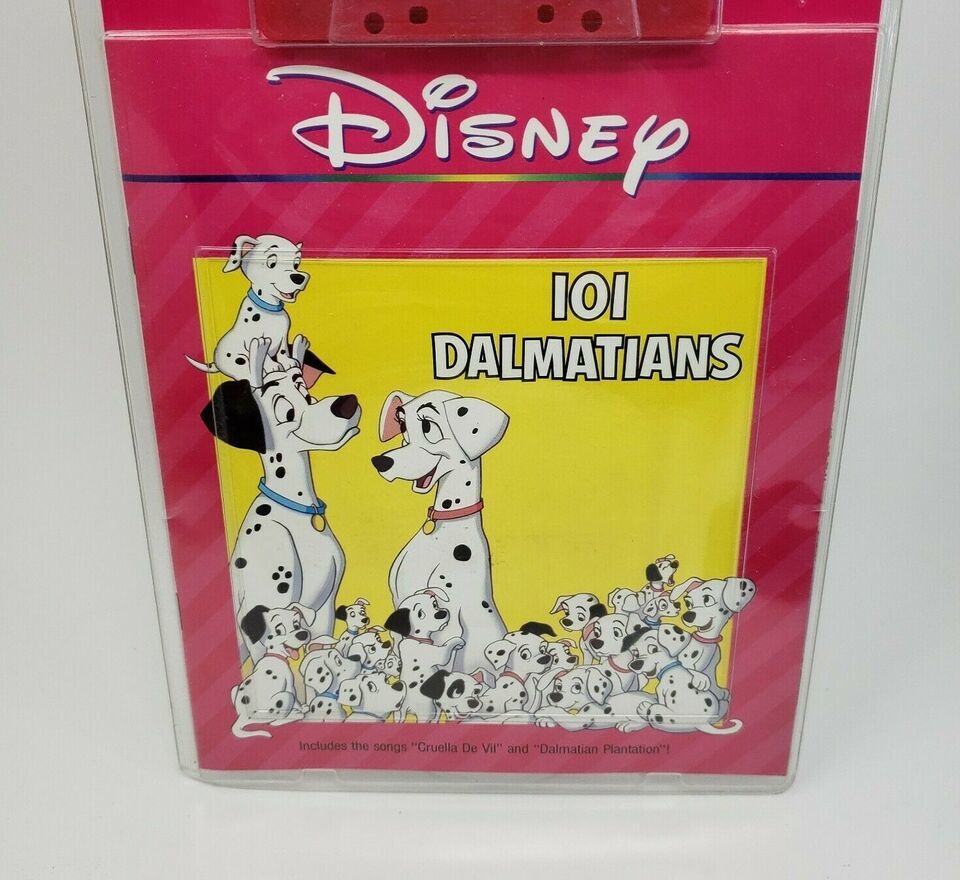 Disney
101
DALMATIANS
Includes the songs "Cruella De Vil" and "Dalmatian Plantation"!